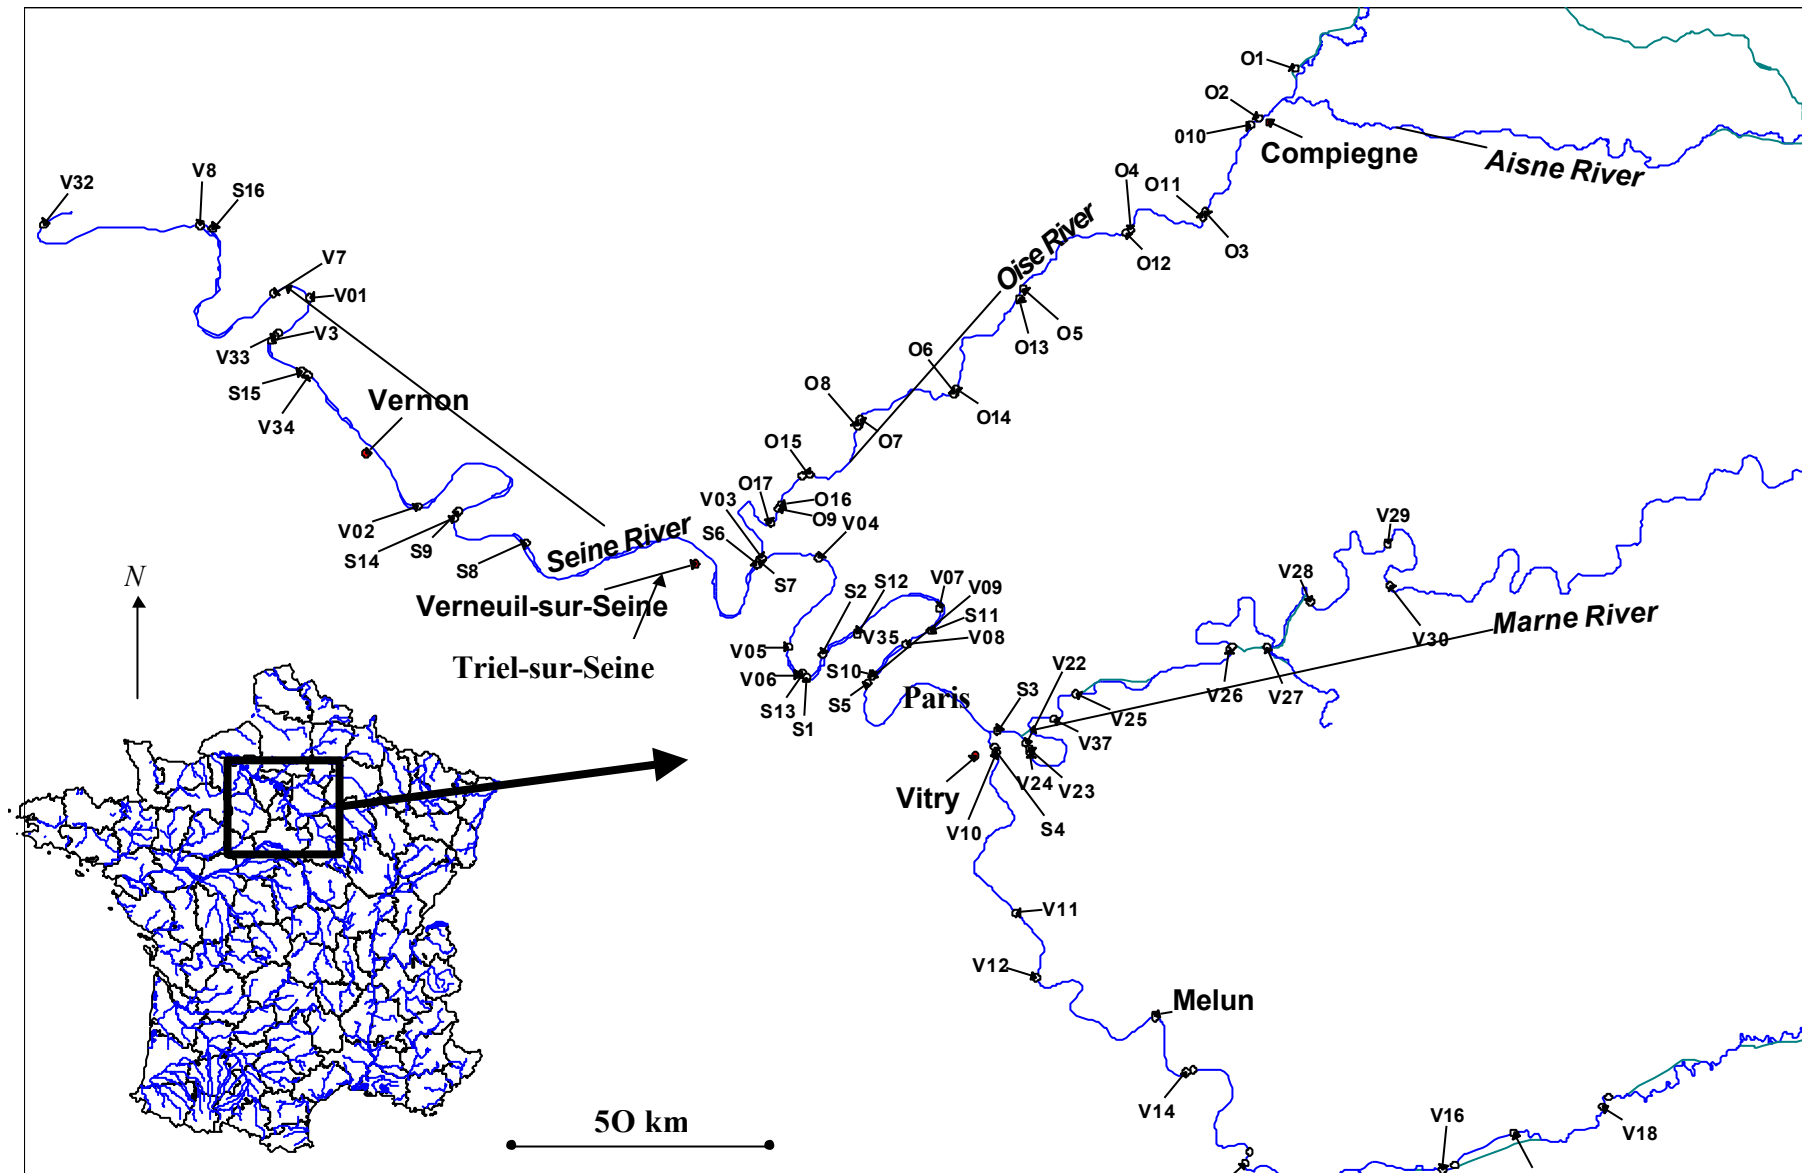 O1
O2
010
Compiegne
Aisne River
V8
S16
V32
O4
O11
O3
O12
Oise River
V7
V01
V3
V33
O5
O13
O6
O14
S15
V34
Vernon
O8
O7
O15
O17
O16
O9
V03
V04
V02
S14
S9
S8
Seine River
S6
S7
V29
N
Verneuil-sur-Seine
Triel-sur-Seine
S2
S12
V07
V09
S11
V08
V35
V05
V06
S13
S1
S10
S5
Paris
V28
V30
Marne River
V22
S3
V26
V27
V25
V37
V24
V23
Vitry
V10
S4
V11
V12
Melun
V14
V16
V18
5O km